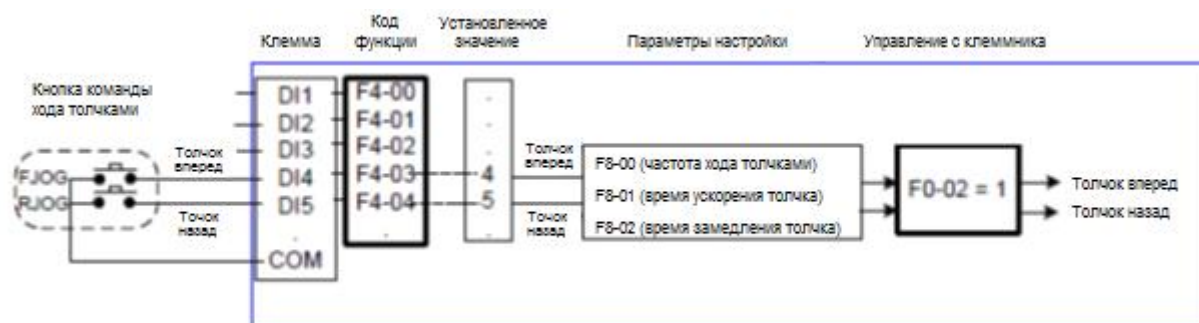 Клемма
Код
функции
Установленное
значение
Параметры настройки
Управление с клеммника
Кнопка команды
хода толчками
DI1
F4-00
DI2
F4-01
DI3
F4-02
Толчок
вперед
FJOG
DI4
F4-03
4
Толчок
вперед
RJOG
DI5
F4-04
5
Точок
назад
Точок
назад
COM
F8-00 (частота хода толчками)
F8-01 (время ускорения толчка)
F8-02 (время замедления толчка)
F0-02 = 1
Толчок вперед
Толчок назад